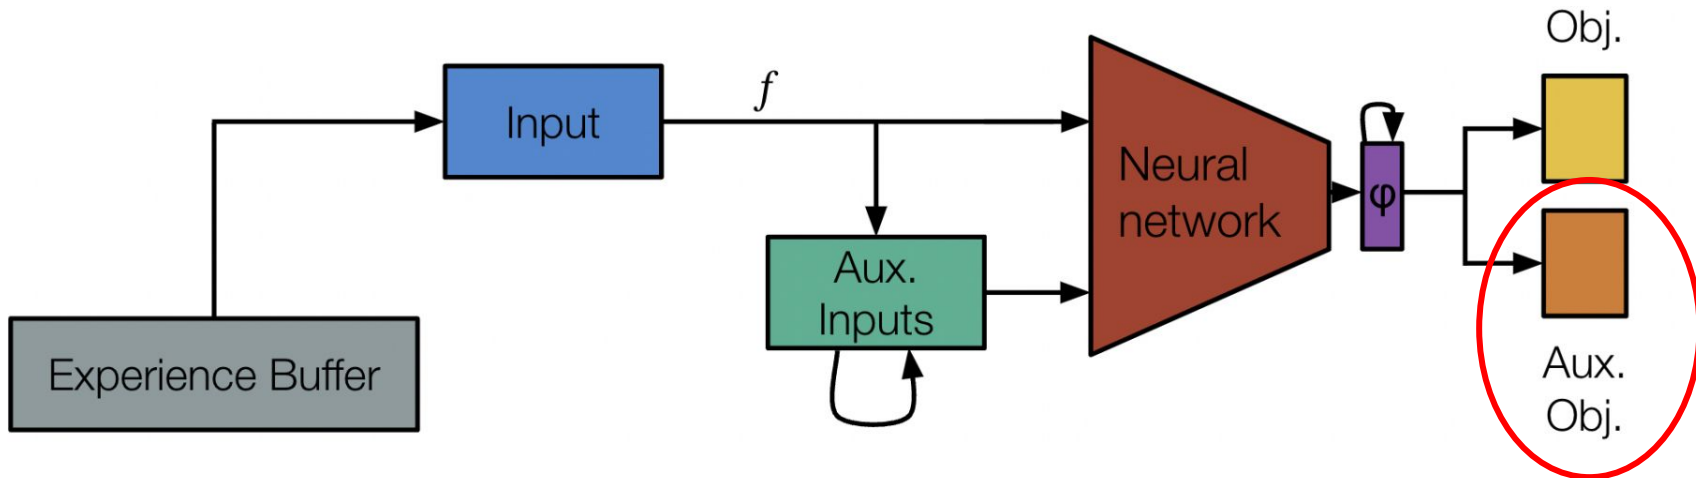 Obj.
Input
f
Neural
network
φ
Aux.
Inputs
Experience Buffer
Aux.
Obj.